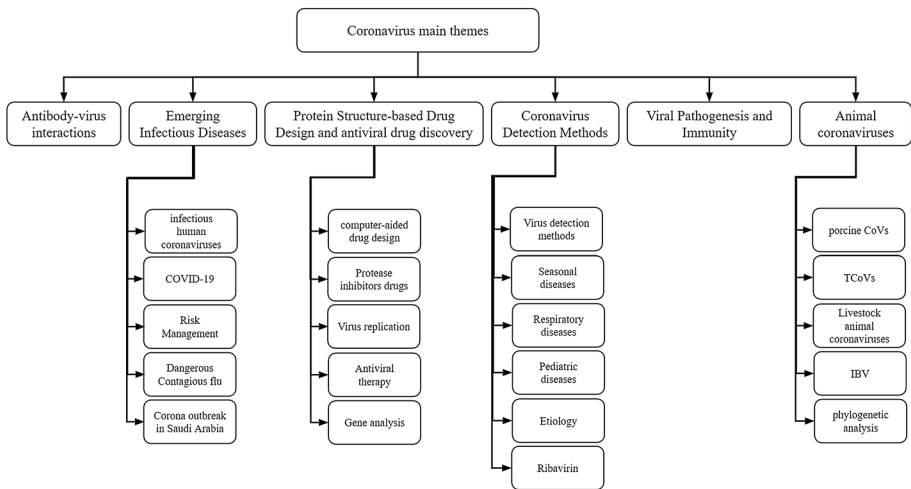 Coronavirus main themes
Antibody-virus
interactions
Emerging
Infectious Diseases
Protein Structure-based Drug
Design and antiviral drug discovery
Coronavirus
Detection Methods
Viral Pathogenesis and
Immunity
Animal
coronaviruses
infectious
human
coronaviruses
COVID-19
Risk
Management
Dangerous
Contagious flu
Corona outbreak
in Saudi Arabia
computer-aided
drug design
Protease
inhibitors drugs
Virus replication
Antiviral
therapy
Gene analysis
Virus detection
methods
Seasonal
diseases
Respiratory
diseases
Pediatric
diseases
Etiology
Ribavirin
porcine CoVs
TCoVs
Livestock
animal
coronaviruses
IBV
phylogenetic
analysis